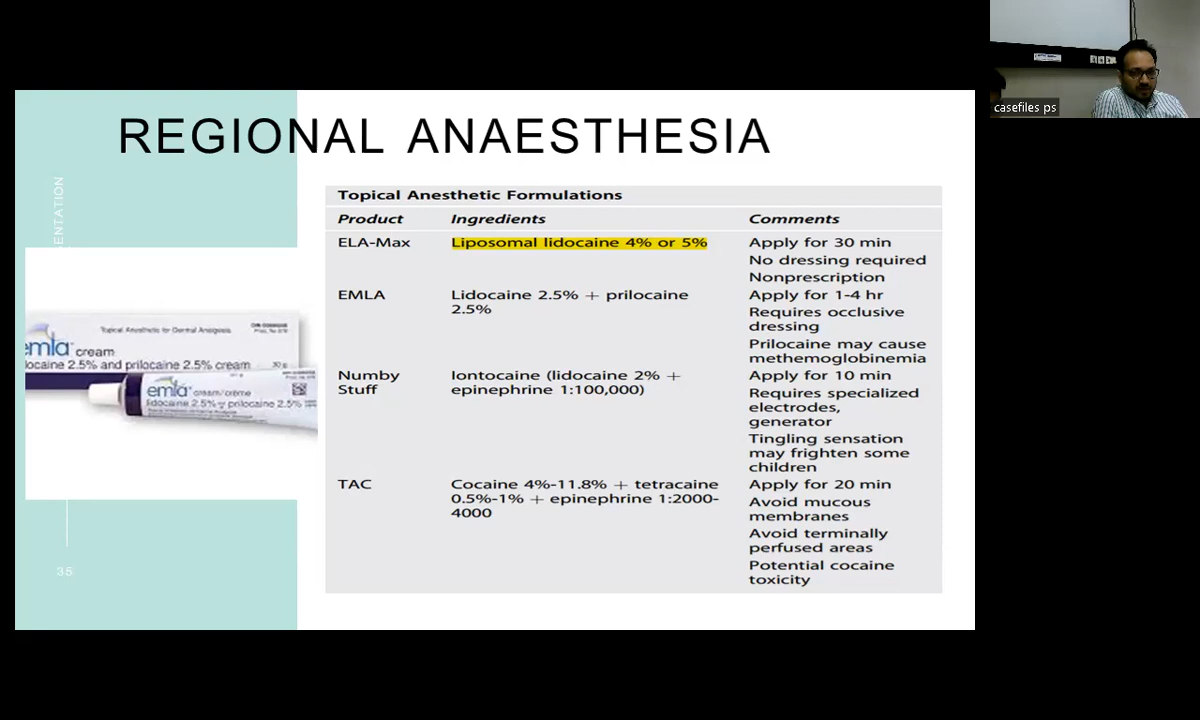 REGIONAL ANAESTHESIA
ENTATION
Topical Anesthetic Formulations
Product Ingredients Comments
ELA-Max Liposomal lidocaine 4% or 5% Apply for 30 min
No dressing required
Nonprescription
EMLA Lidocaine 2.5% + prilocaine Apply for 1-4 hr
2.5% Requires occlusive
dressing
Prilocaine may cause
methemoglobinemia
Numby Iontocaine (lidocaine 2% + Apply for 10 min
Stuff epinephrine 1:100,000) Requires specialized
electrodes,
generator
Tingling sensation
may frighten some
children
TAC Cocaine 4%-11.8% + tetracaine Apply for 20 min
0.5%-1% + epinephrine 1:2000- Avoid mucous
4000 membranes
Avoid terminally
perfused areas
Potential cocaine
toxicity
Topical Anesthetic for Dermal Analgesia
emla cream
ocaine 2.5% and prilocaine 2.5% cream
emla cream/crème
lidocaine 2.5% prilocaine 2.5%
35
casefiles ps